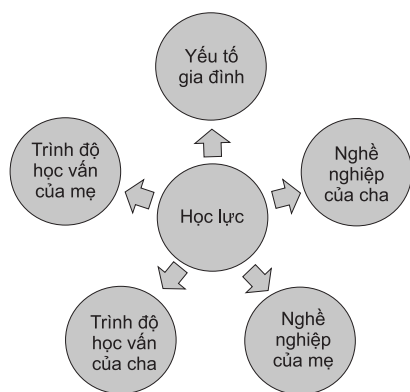 Yếu tố
gia đình
Trình độ
học vấn
của mẹ
Nghề
nghiệp
của cha
Học lực
Trình độ
học vấn
của cha
Nghề
nghiệp
của mẹ